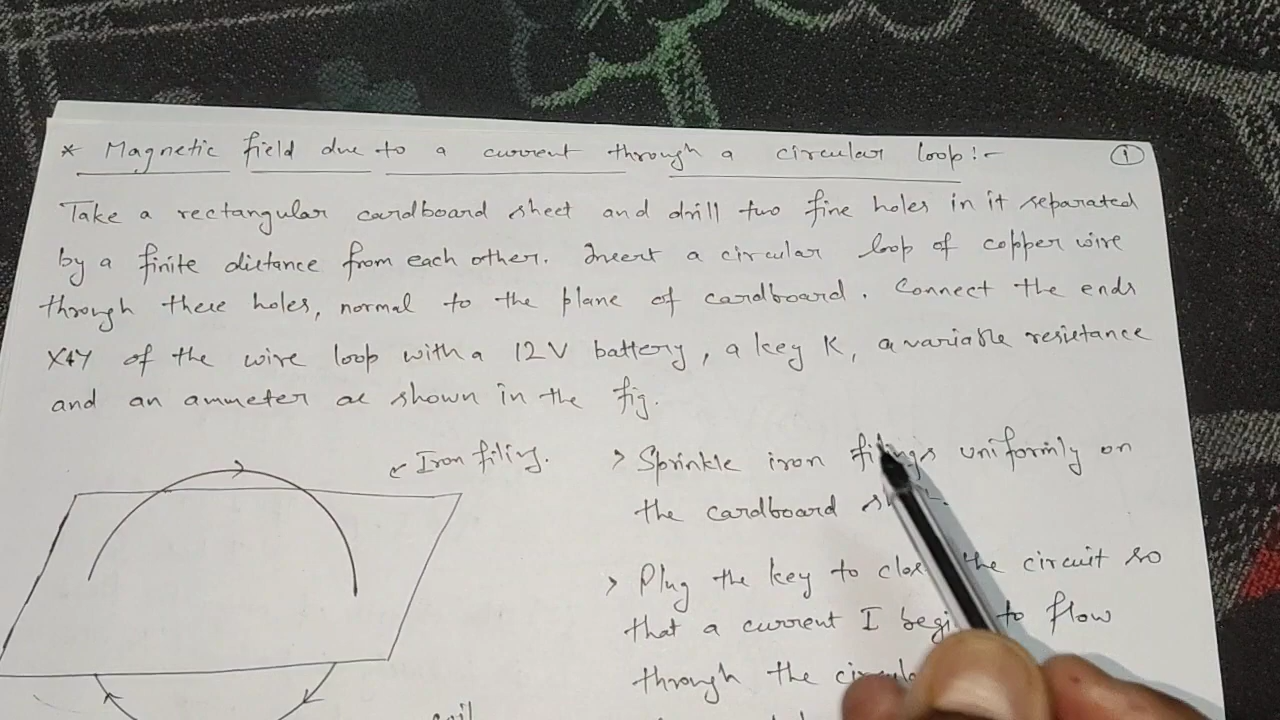 * Magnetic field due to a current through a circular loop:-
①
Take a rectangular cardboard sheet and drill two fine holes in it separated
by a finite distance from each other. Insert a circular loop of copper wire
through these holes, normal to the plane of cardboard. Connect the ends
X4Y of the wire loop with a 12V battery, a key K, a variable resistance
and an ammeter as shown in the fig.
Iron filing.
> Sprinkle iron filings uniformly on
the cardboard
> Plug the key to the circuit so
that a current I to flow
through the